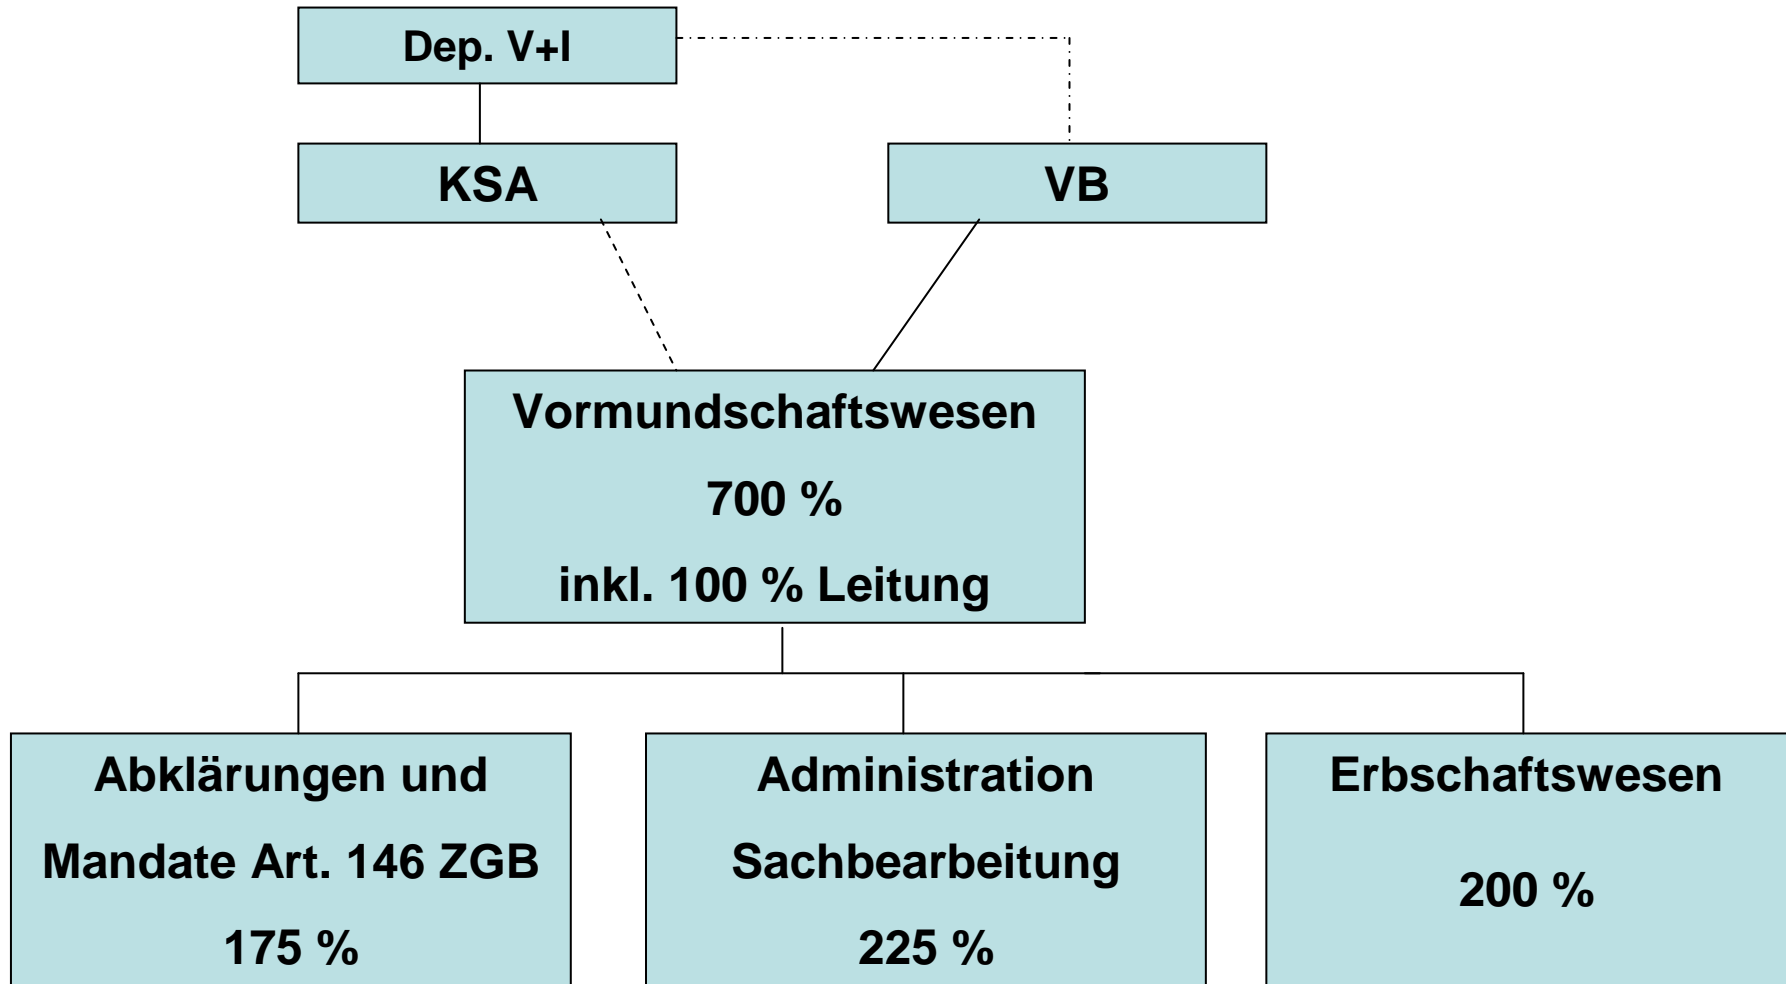 Dep. V+I
KSA
VB
Vormundschaftswesen
700 %
inkl. 100 % Leitung
Abklärungen und
Mandate Art. 146 ZGB
175 %
Administration
Sachbearbeitung
225 %
Erbschaftswesen
200 %